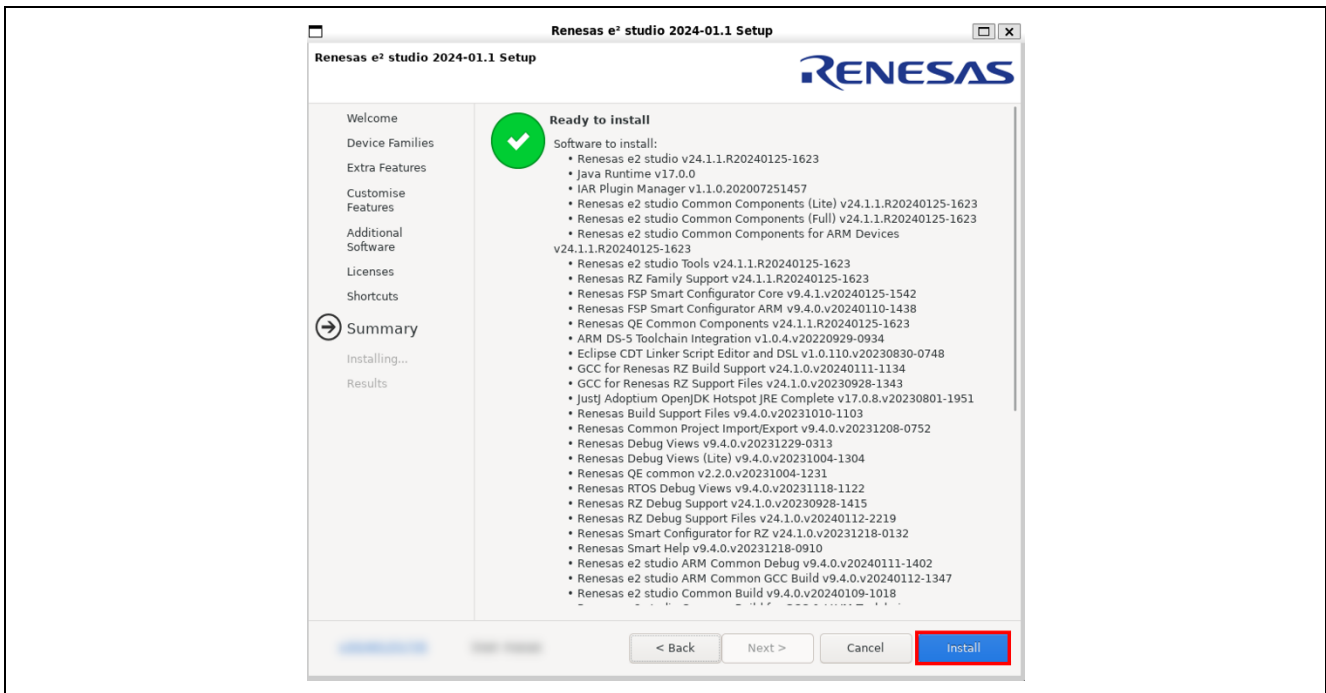 Renesas e² studio 2024-01.1 Setup
Renesas e² studio 2024-01.1 Setup
RENESAS
Welcome
Device Families
Extra Features
Customise
Features
Additional
Software
Licenses
Shortcuts
Summary
Installing...
Results
Ready to install
Software to install:
• Renesas e2 studio v24.1.1.R20240125-1623
• Java Runtime v17.0.0
• IAR Plugin Manager v1.1.0.202007251457
• Renesas e2 studio Common Components (Lite) v24.1.1.R20240125-1623
• Renesas e2 studio Common Components (Full) v24.1.1.R20240125-1623
• Renesas e2 studio Common Components for ARM Devices
v24.1.1.R20240125-1623
• Renesas e2 studio Tools v24.1.1.R20240125-1623
• Renesas RZ Family Support v24.1.1.R20240125-1623
• Renesas FSP Smart Configurator Core v9.4.1.v20240125-1542
• Renesas FSP Smart Configurator ARM v9.4.0.v20240110-1438
• Renesas QE Common Components v24.1.1.R20240125-1623
• ARM DS-5 Toolchain Integration v1.0.4.v20220929-0934
• Eclipse CDT Linker Script Editor and DSL v1.0.110.v20230830-0748
• GCC for Renesas RZ Build Support v24.1.0.v20240111-1134
• GCC for Renesas RZ Support Files v24.1.0.v20230928-1343
• JustJ Adoptium OpenJDK Hotspot JRE Complete v17.0.8.v20230801-1951
• Renesas Build Support Files v9.4.0.v20231010-1103
• Renesas Common Project Import/Export v9.4.0.v20231208-0752
• Renesas Debug Views v9.4.0.v20231229-0313
• Renesas Debug Views (Lite) v9.4.0.v20231004-1304
• Renesas QE common v2.2.0.v20231004-1231
• Renesas RTOS Debug Views v9.4.0.v20231118-1122
• Renesas RZ Debug Support v24.1.0.v20230928-1415
• Renesas RZ Debug Support Files v24.1.0.v20240112-2219
• Renesas Smart Configurator for RZ v24.1.0.v20231218-0132
• Renesas Smart Help v9.4.0.v20231218-0910
• Renesas e2 studio ARM Common Debug v9.4.0.v20240111-1402
• Renesas e2 studio ARM Common GCC Build v9.4.0.v20240112-1347
• Renesas e2 studio Common Build v9.4.0.v20240109-1018
< Back
Next >
Cancel
Install